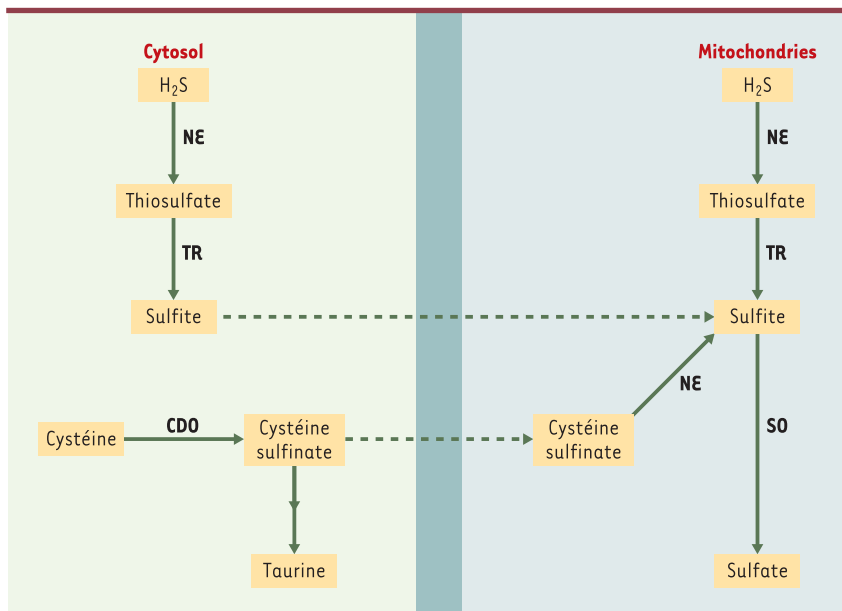 Cytosol
H₂S
NE
Thiosulfate
TR
Sulfite
Cystéine
CDO
Cystéine
sulfinate
Taurine
Mitochondries
H₂S
NE
Thiosulfate
TR
Sulfite
NE
Cystéine
sulfinate
SO
Sulfate